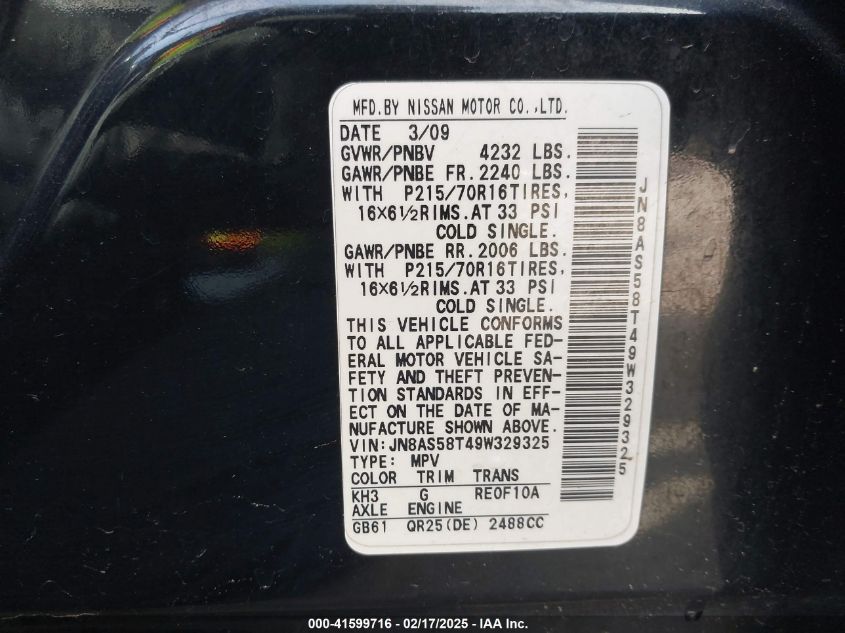 MFD.BY NISSAN MOTOR CO.,LTD.
DATE 3/09
GVWR/PNBV 4232 LBS.
GAWR/PNBE FR.2240 LBS.
WITH P215/70R16TIRES,
16×6½RIMS.AT 33 PSI
COLD SINGLE.
GAWR/PNBE RR.2006 LBS.
WITH P215/70R16TIRES,
16×6½RIMS.AT 33 PSI
COLD SINGLE.
THIS VEHICLE CONFORMS
TO ALL APPLICABLE FED-
ERAL MOTOR VEHICLE SA-
FETY AND THEFT PREVEN-
TION STANDARDS IN EFF-
ECT ON THE DATE OF MA-
NUFACTURE SHOWN ABOVE.
VIN:JN8AS58T49W329325
TYPE: MPV
COLOR TRIM TRANS
KH3 G RE0F10A
AXLE ENGINE
GB61 QR25(DE) 2488CC
JN8AS58T49W329325
000-41599716 - 02/17/2025 - IAA Inc.